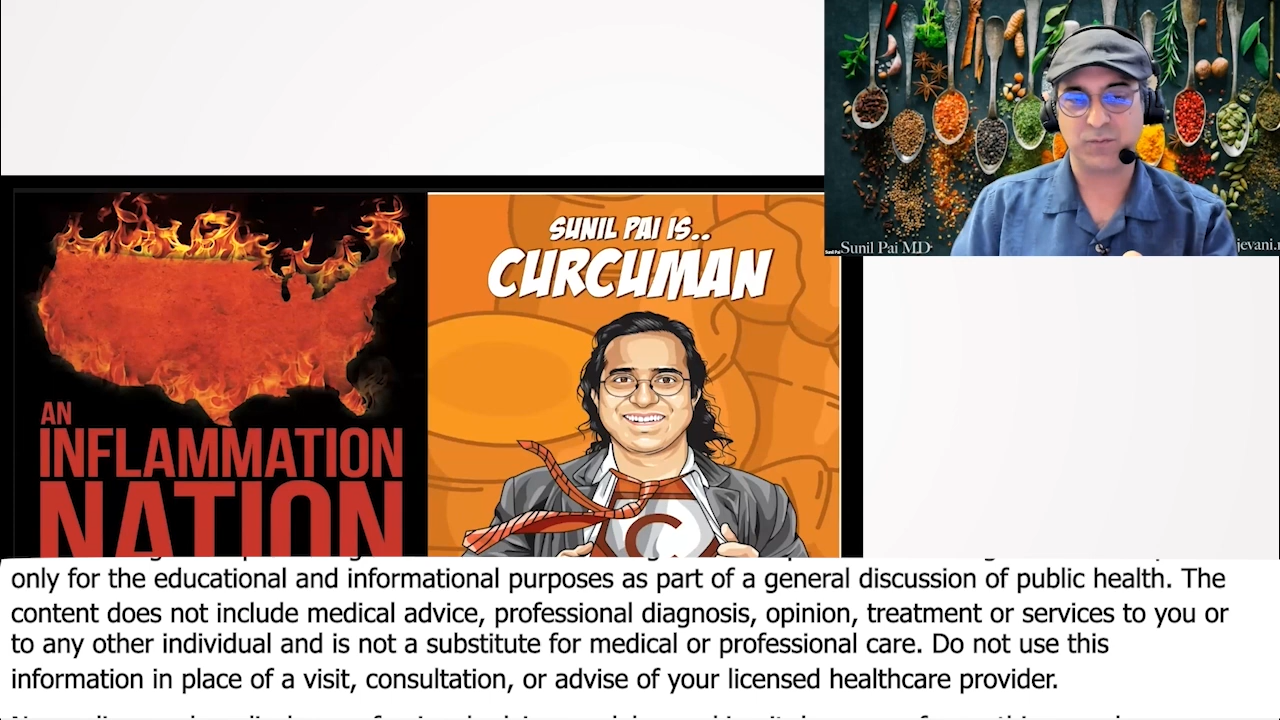 Sunil Pai MD
jevani.
SUNIL PAI IS..
CURCUMAN
C
AN
INFLAMMATION
NATION
only for the educational and informational purposes as part of a general discussion of public health. The
content does not include medical advice, professional diagnosis, opinion, treatment or services to you or
to any other individual and is not a substitute for medical or professional care. Do not use this
information in place of a visit, consultation, or advise of your licensed healthcare provider.